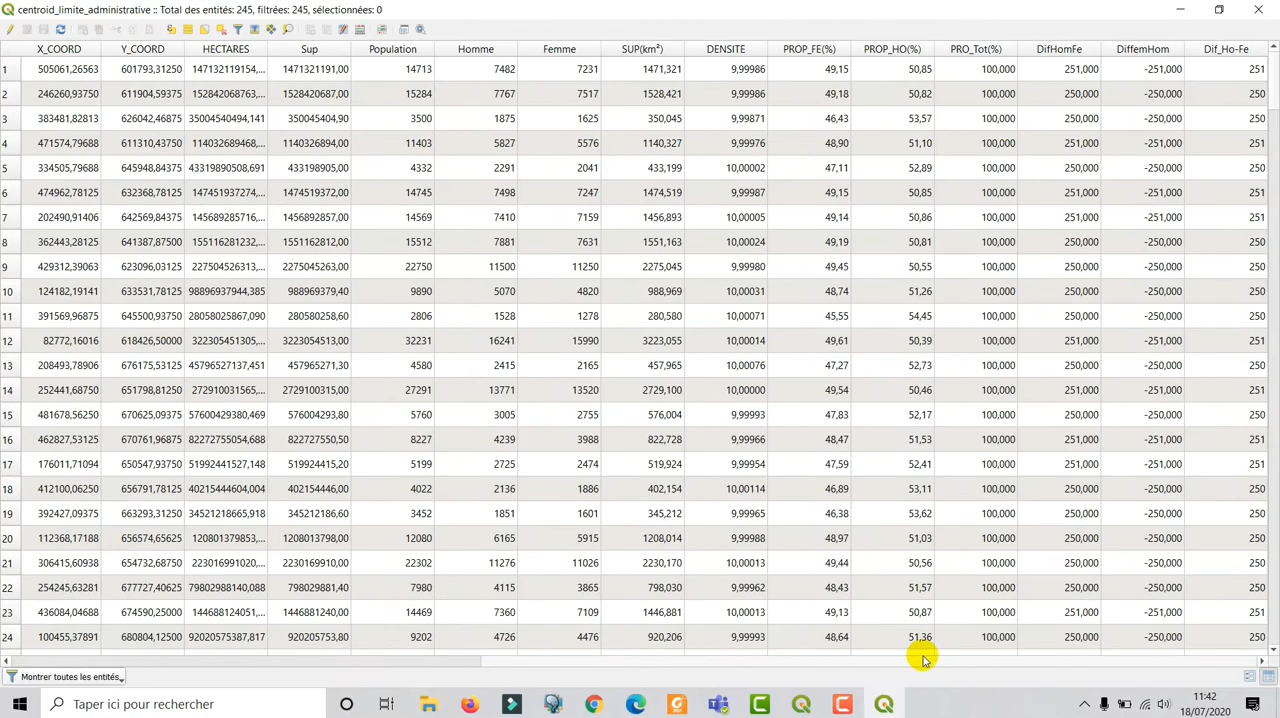 centroid_limite_administrative :: Total des entités: 245, filtrées: 245, sélectionnées: 0
X_COORD Y_COORD HECTARES Sup Population Homme Femme SUP(km²) DENSITE PROP_FE(%) PROP_HO(%) PRO_Tot(%) DifHomFe DiffemHom Dif_Ho-Fe
1 505061,26563 601793,31250 147132119154,... 1471321191,00 14713 7482 7231 1471,321 9,99986 49,15 50,85 100,000 251,000 -251,000 251
2 246260,93750 611904,59375 152842068763,... 1528420687,00 15284 7767 7517 1528,421 9,99986 49,18 50,82 100,000 250,000 -250,000 250
3 383481,82813 626042,46875 35004540494,141 350045404,90 3500 1875 1625 350,045 9,99871 46,43 53,57 100,000 250,000 -250,000 250
4 471574,79688 611310,43750 114032689468,... 1140326894,00 11403 5827 5576 1140,327 9,99976 48,90 51,10 100,000 251,000 -251,000 251
5 334505,79688 645948,84375 43319890508,691 433198905,00 4332 2291 2041 433,199 10,00002 47,11 52,89 100,000 250,000 -250,000 250
6 474962,78125 632368,78125 147451937274,... 1474519372,00 14745 7498 7247 1474,519 9,99987 49,15 50,85 100,000 251,000 -251,000 251
7 202490,91406 642569,84375 145689285716,... 1456892857,00 14569 7410 7159 1456,893 10,00005 49,14 50,86 100,000 251,000 -251,000 251
8 362443,28125 641387,87500 155116281232,... 1551162812,00 15512 7881 7631 1551,163 10,00024 49,19 50,81 100,000 250,000 -250,000 250
9 429312,39063 623096,03125 227504526313,... 2275045263,00 22750 11500 11250 2275,045 9,99980 49,45 50,55 100,000 250,000 -250,000 250
10 124182,19141 633531,78125 98896937944,385 988969379,40 9890 5070 4820 988,969 10,00031 48,74 51,26 100,000 250,000 -250,000 250
11 391569,96875 645500,93750 28058025867,090 280580258,60 2806 1528 1278 280,580 10,00071 45,55 54,45 100,000 250,000 -250,000 250
12 82772,16016 618426,50000 322305451305,... 3223054513,00 32231 16241 15990 3223,055 10,00014 49,61 50,39 100,000 251,000 -251,000 251
13 208493,78906 676175,53125 45796527137,451 457965271,30 4580 2415 2165 457,965 10,00076 47,27 52,73 100,000 250,000 -250,000 250
14 252441,68750 651798,81250 272910031565,... 2729100315,00 27291 13771 13520 2729,100 10,00000 49,54 50,46 100,000 251,000 -251,000 251
15 481678,56250 670625,09375 57600429380,469 576004293,80 5760 3005 2755 576,004 9,99993 47,83 52,17 100,000 250,000 -250,000 250
16 462827,53125 670761,96875 82272755054,688 822727550,50 8227 4239 3988 822,728 9,99966 48,47 51,53 100,000 251,000 -251,000 251
17 176011,71094 650547,93750 51992441527,148 519924415,20 5199 2725 2474 519,924 9,99954 47,59 52,41 100,000 251,000 -251,000 251
18 412100,06250 656791,78125 40215444604,004 402154446,00 4022 2136 1886 402,154 10,00114 46,89 53,11 100,000 250,000 -250,000 250
19 392427,09375 663293,31250 34521218665,918 345212186,60 3452 1851 1601 345,212 9,99965 46,38 53,62 100,000 250,000 -250,000 250
20 112368,17188 656574,65625 120801379853,... 1208013798,00 12080 6165 5915 1208,014 9,99988 48,97 51,03 100,000 250,000 -250,000 250
21 306415,60938 654732,68750 223016991020,... 2230169910,00 22302 11276 11026 2230,170 10,00013 49,44 50,56 100,000 250,000 -250,000 250
22 254245,63281 677727,40625 79802988140,088 798029881,40 7980 4115 3865 798,030 9,99962 48,43 51,57 100,000 250,000 -250,000 250
23 436084,04688 674590,25000 144688124051,... 1446881240,00 14469 7360 7109 1446,881 10,00013 49,13 50,87 100,000 251,000 -251,000 251
24 100455,37891 680804,12500 92020575387,817 920205753,80 9202 4726 4476 920,206 9,99993 48,64 51,36 100,000 250,000 -250,000 250
Montrer toutes les entités
Taper ici pour rechercher
11:42
18/07/2020